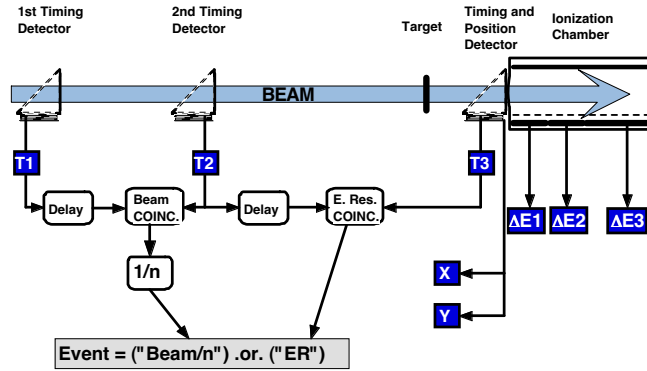 1st Timing
Detector
2nd Timing
Detector
Target
Timing and
Position
Detector
Ionization
Chamber
BEAM
T1
T2
T3
Delay
Beam
COINC.
Delay
E. Res.
COINC.
ΔE1
ΔE2
ΔE3
1/n
X
Y
Event = ("Beam/n") .or. ("ER")